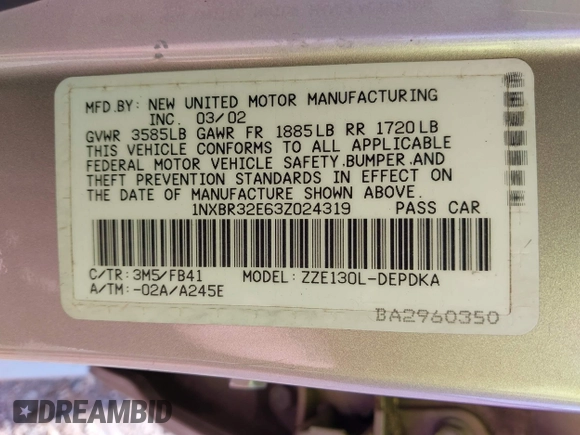 MFD.BY: NEW UNITED MOTOR MANUFACTURING
INC. 03/02
GVWR 3585LB GAWR FR 1885LB RR 1720LB
THIS VEHICLE CONFORMS TO ALL APPLICABLE
FEDERAL MOTOR VEHICLE SAFETY.BUMPER.AND
THEFT PREVENTION STANDARDS IN EFFECT ON
THE DATE OF MANUFACTURE SHOWN ABOVE.
1NXBR32E63Z024319 PASS CAR
C/TR: 3M5/FB41 MODEL: ZZE130L-DEPDKA
A/TM: -02A/A245E
BA2960350
DREAMBID